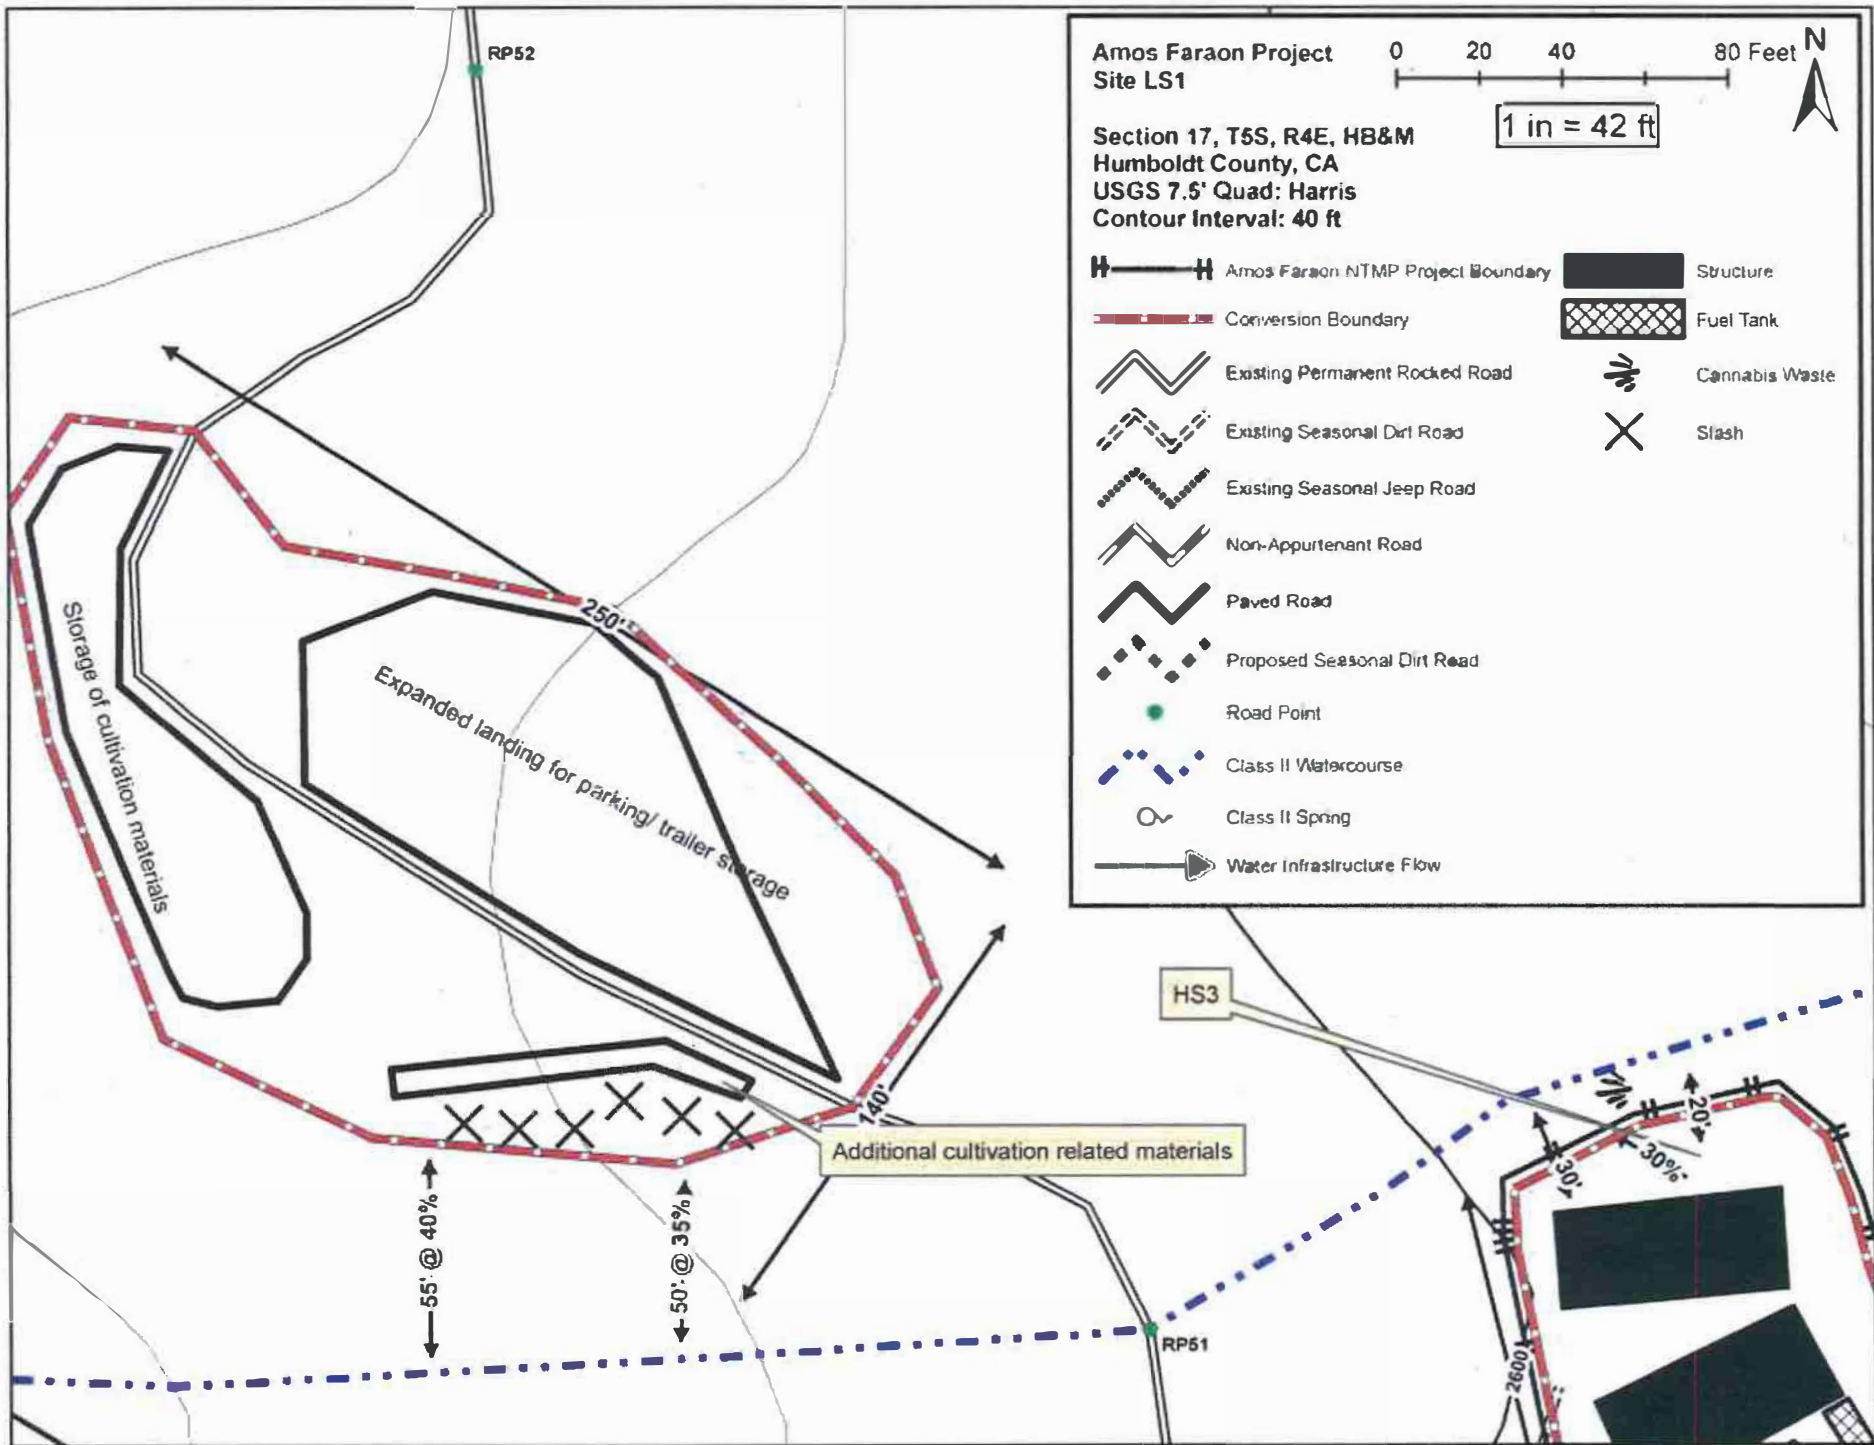 RP52
Amos Faraon Project
Site LS1
0 20 40 80 Feet
N
1 in = 42 ft
Section 17, T5S, R4E, HB&M
Humboldt County, CA
USGS 7.5' Quad: Harris
Contour Interval: 40 ft
Amos Faraon NTMP Project Boundary
Structure
Conversion Boundary
Fuel Tank
Existing Permanent Rocked Road
Cannabis Waste
Existing Seasonal Dirt Road
Slash
Existing Seasonal Jeep Road
Non-Appurtenant Road
Paved Road
Proposed Seasonal Dirt Road
Road Point
Class II Watercourse
Class II Spring
Water Infrastructure Flow
250'
Storage of cultivation materials
Expanded landing for parking/ trailer storage
HS3
140'
Additional cultivation related materials
20'
30'
30%
55' @ 40%
50' @ 35%
RP51
2600